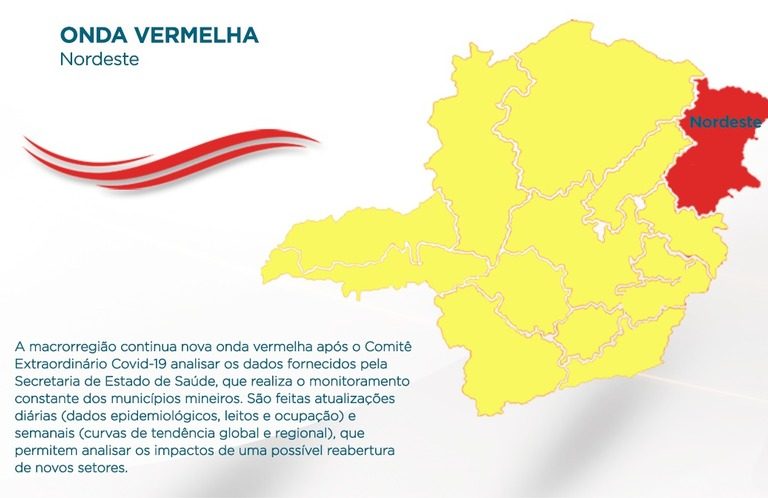 ONDA VERMELHA
Nordeste
Nordeste
A macrorregião continua nova onda vermelha após o Comitê
Extraordinário Covid-19 analisar os dados fornecidos pela
Secretaria de Estado de Saúde, que realiza o monitoramento
constante dos municípios mineiros. São feitas atualizações
diárias (dados epidemiológicos, leitos e ocupação) e
semanais (curvas de tendência global e regional), que
permitem analisar os impactos de uma possível reabertura
de novos setores.